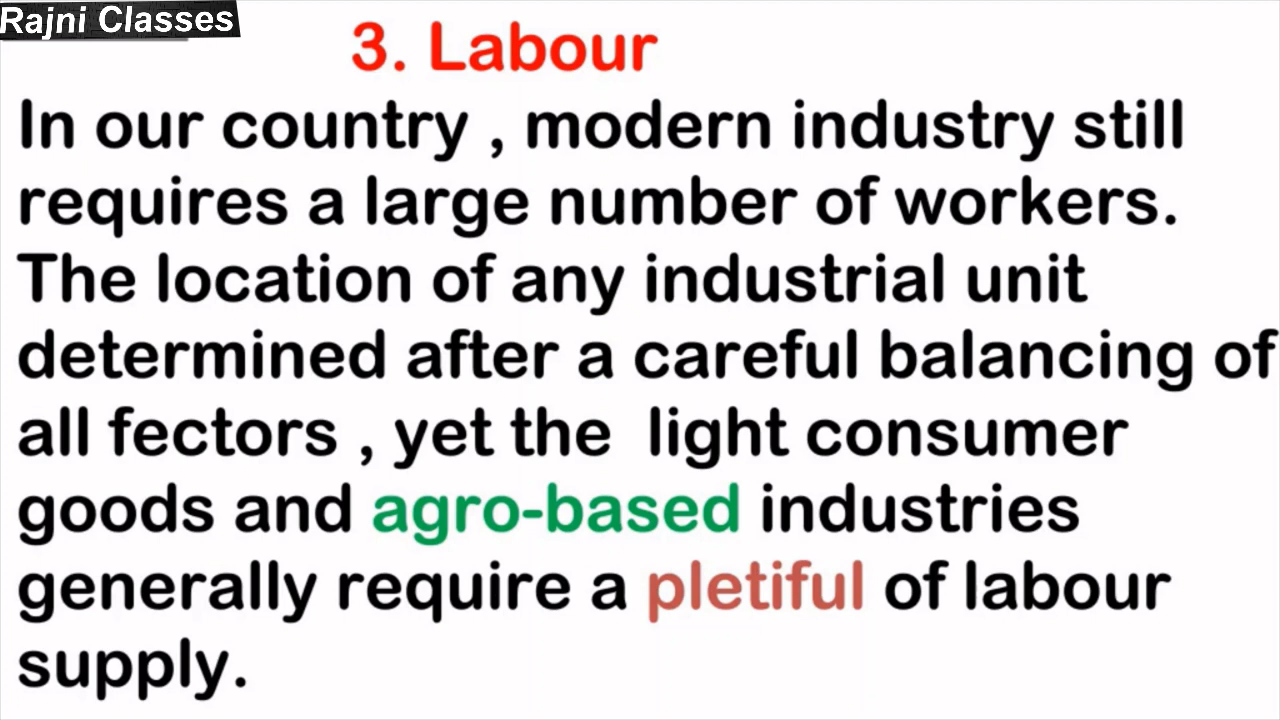 Rajni Classes
3. Labour
In our country , modern industry still
requires a large number of workers.
The location of any industrial unit
determined after a careful balancing of
all fectors , yet the light consumer
goods and agro-based industries
generally require a pletiful of labour
supply.